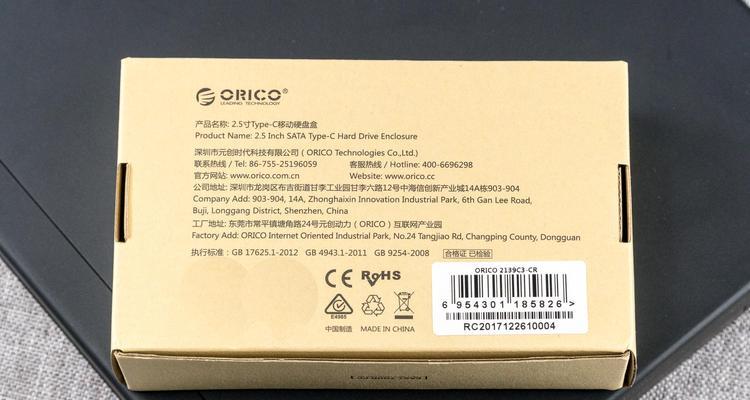 ORICO®
LEADING TECHNOLOGY
产品名称: 2.5寸Type-C移动硬盘盒
Product Name: 2.5 Inch SATA Type-C Hard Drive Enclosure
深圳市元创时代科技有限公司 (ORICO Technologies Co.,Ltd.)
联系热线 / Tel: 86-755-25196059 客服热线 / Hotline: 400-6696298
官方网站: www.orico.com.cn Website: www.orico.cc
公司地址: 深圳市龙岗区布吉街道甘李工业园甘李六路12号中海信创新产业城14A栋903-904
Company Add: 903-904, 14A, Zhonghaixin Innovation Industrial Park, 6th Gan Lee Road,
Buji, Longgang District, Shenzhen, China
工厂地址: 东莞市常平镇塘角路24号元创动力 (ORICO) 互联网产业园
Factory Add: ORICO Internet Oriented Industrial Park, No.24 Tangjiao Rd, Changping County, Dongguan
执行标准: GB 17625.1-2012 GB 4943.1-2011 GB 9254-2008 合格证 已检验
CE RoHS
E4985
中国制造 MADE IN CHINA
ORICO 2139C3-CR
6 954301 185826 >
RC2017122610004